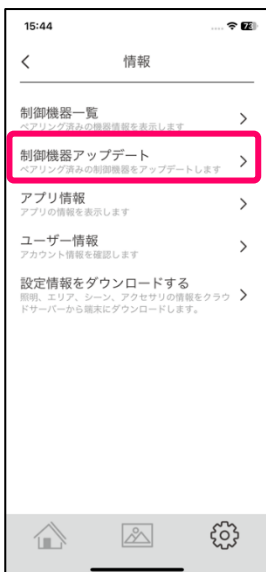 15:44
情報
制御機器一覧
ペアリング済みの機器情報を表示します
制御機器アップデート
ペアリング済みの制御機器をアップデートします
アプリ情報
アプリの情報を表示します
ユーザー情報
アカウント情報を確認します
設定情報をダウンロードする
照明、エリア、シーン、アクセサリの情報をクラウ
ドサーバーから端末にダウンロードします。